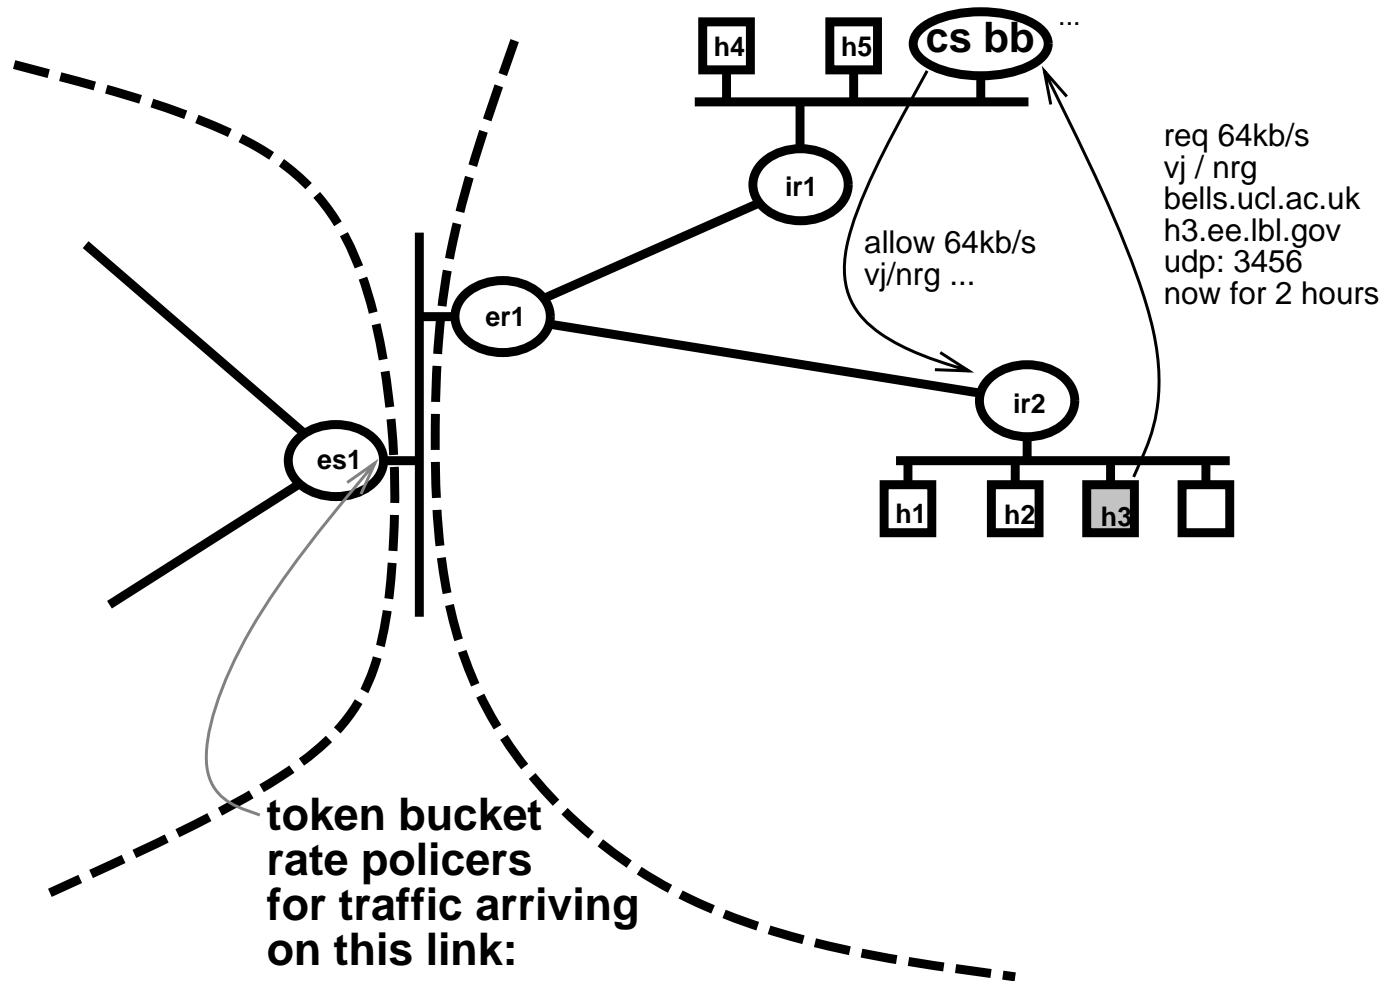 h4
h5
cs bb
...
ir1
req 64kb/s
vj / nrg
bells.ucl.ac.uk
h3.ee.lbl.gov
udp: 3456
now for 2 hours
allow 64kb/s
vj/nrg ...
er1
ir2
es1
h1
h2
h3
token bucket
rate policers
for traffic arriving
on this link: